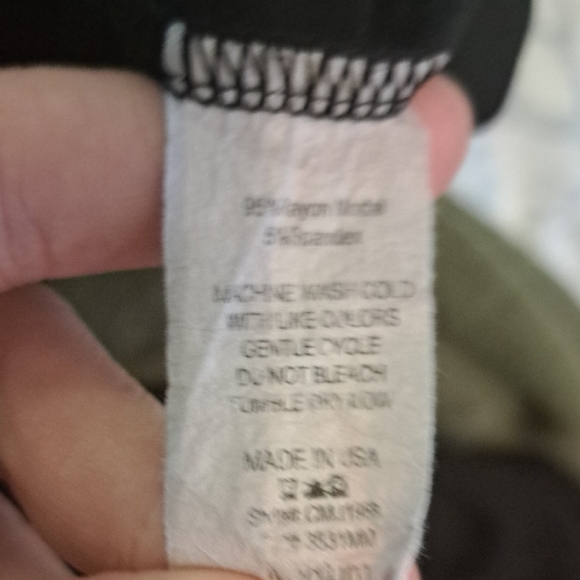 95%Rayon Modal
5%Spandex
MACHINE WASH COLD
WITH LIKE COLORS
GENTLE CYCLE
DO NOT BLEACH
TUMBLE DRY LOW
MADE IN USA